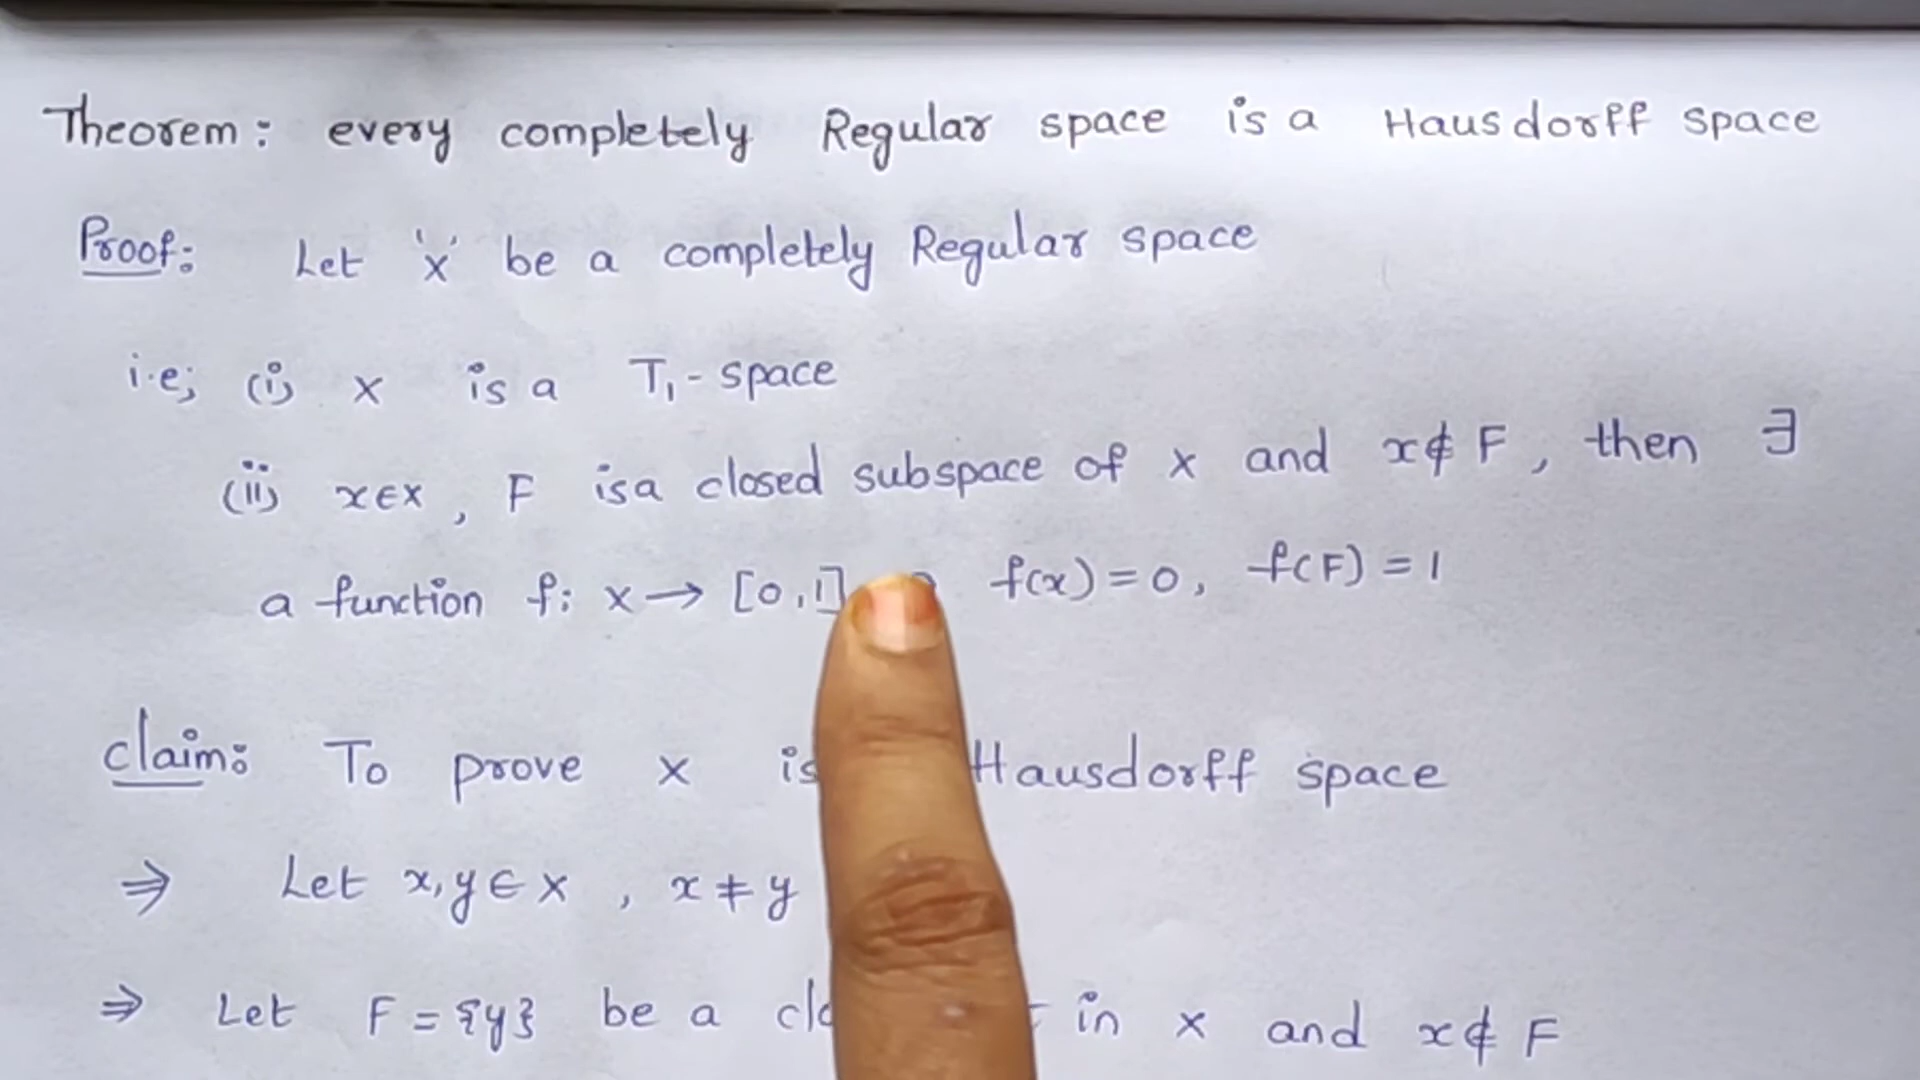 Theorem: every completely Regular space is a Hausdorff space
Proof: Let 'X' be a completely Regular space
i.e; (i) X is a T₁-space
(ii) x∈X, F is a closed subspace of X and x∉F, then ∃
a function f: X→[0,1] f(x)=0, f(F)=1
claim: To prove X is Hausdorff space
⇒ Let x,y∈X, x≠y
⇒ Let F={y} be a in X and x∉F